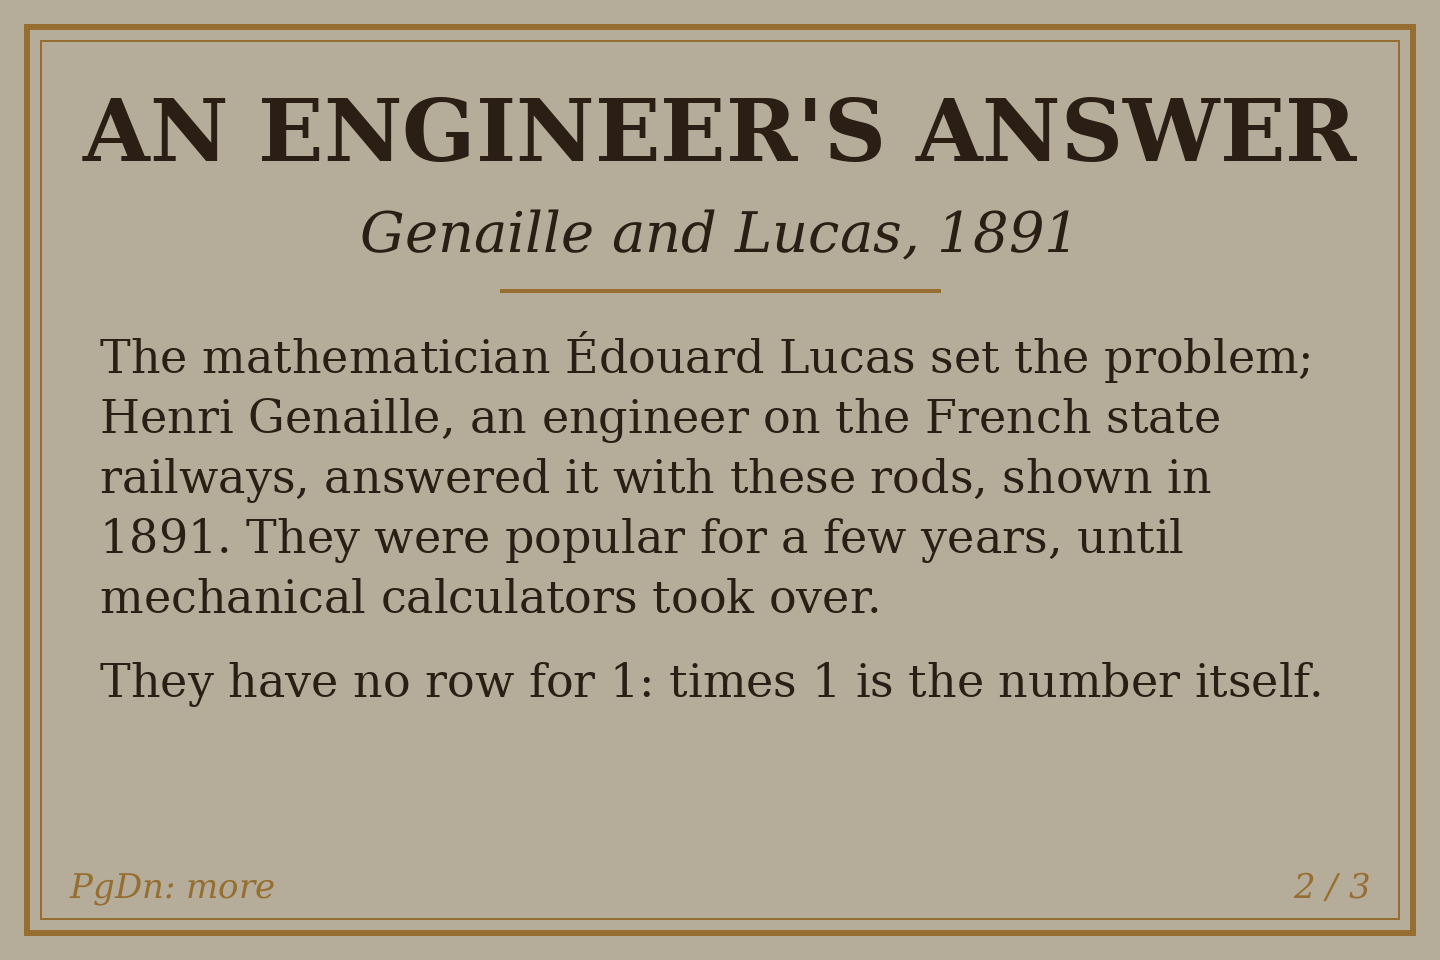 AN ENGINEER'S ANSWER
Genaille and Lucas, 1891
The mathematician Édouard Lucas set the problem;
Henri Genaille, an engineer on the French state
railways, answered it with these rods, shown in
1891. They were popular for a few years, until
mechanical calculators took over.
They have no row for 1: times 1 is the number itself.
PgDn: more
2 / 3